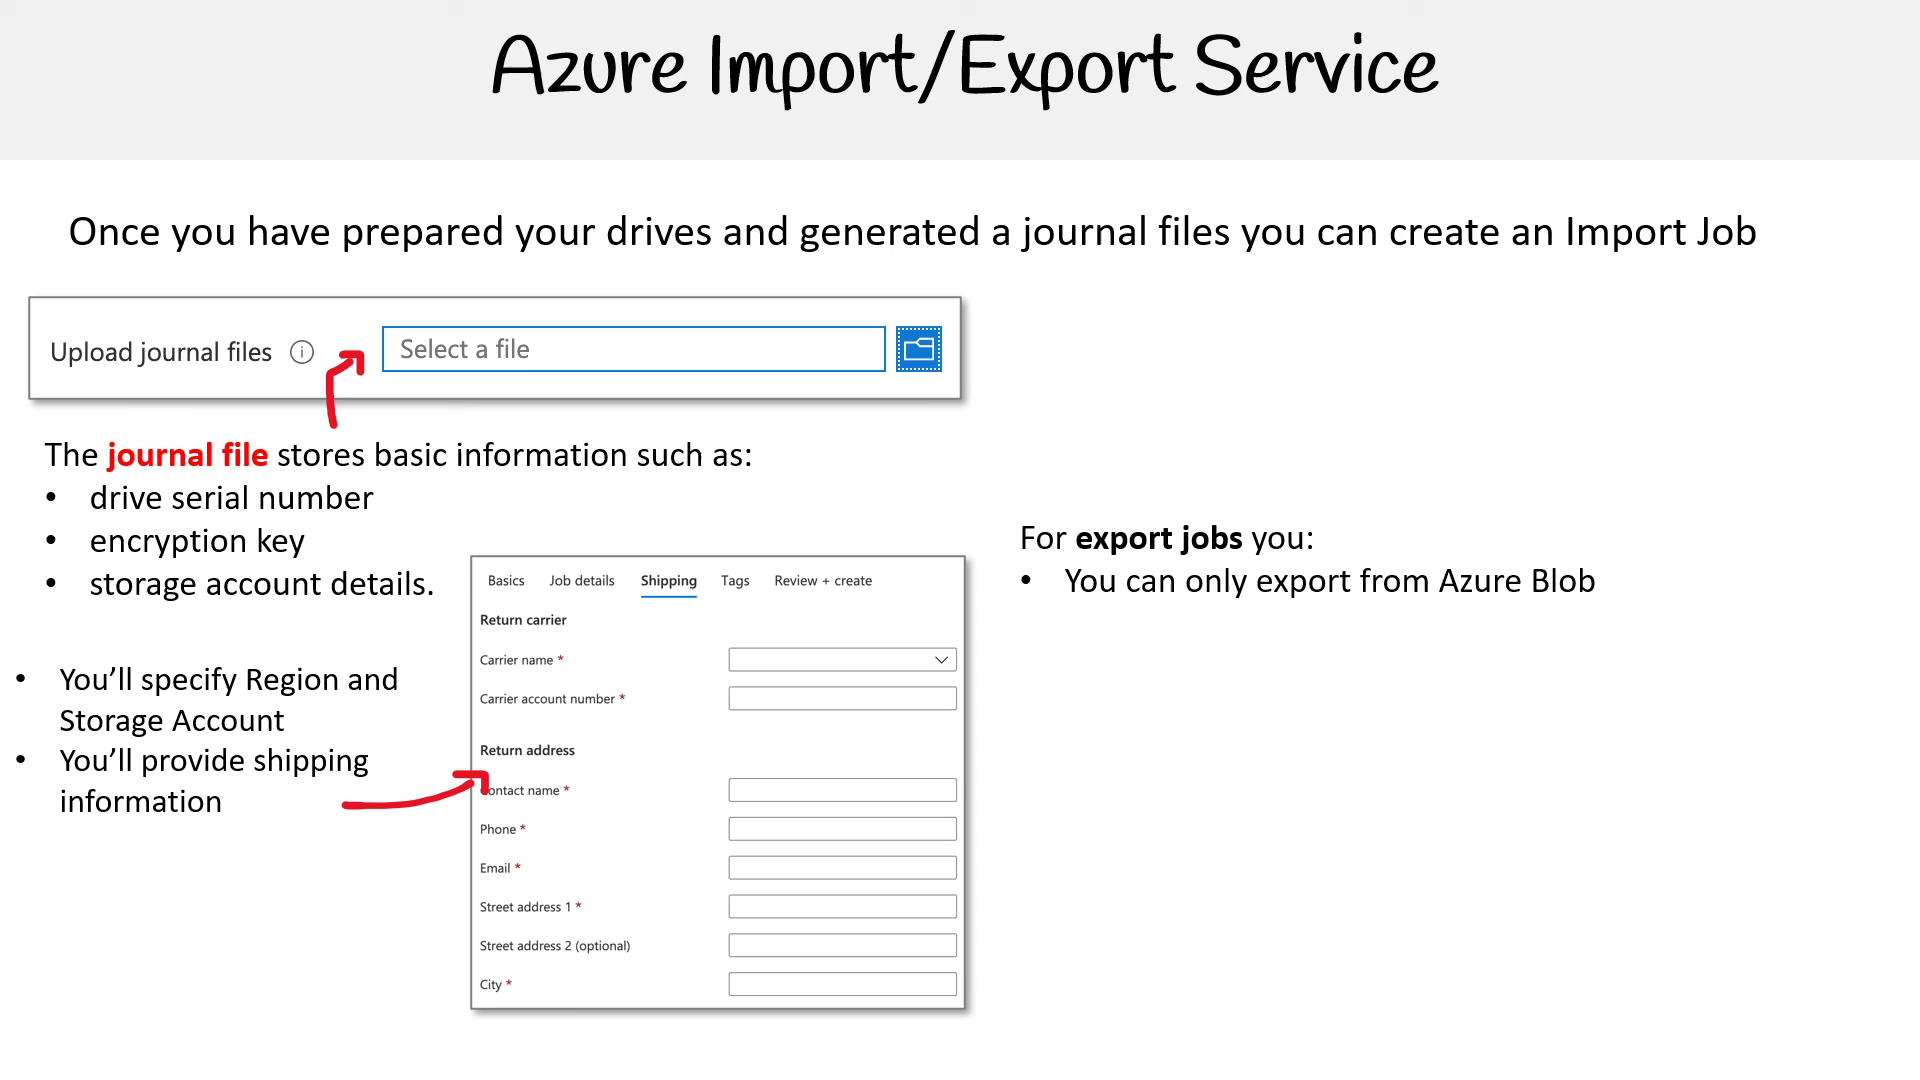 Azure Import/Export Service
Once you have prepared your drives and generated a journal files you can create an Import Job
Upload journal files
Select a file
The journal file stores basic information such as:
• drive serial number
• encryption key
• storage account details.
• You’ll specify Region and
Storage Account
• You’ll provide shipping
information
Basics Job details Shipping Tags Review + create
Return carrier
Carrier name *
Carrier account number *
Return address
Contact name *
Phone *
Email *
Street address 1 *
Street address 2 (optional)
City *
For export jobs you:
• You can only export from Azure Blob